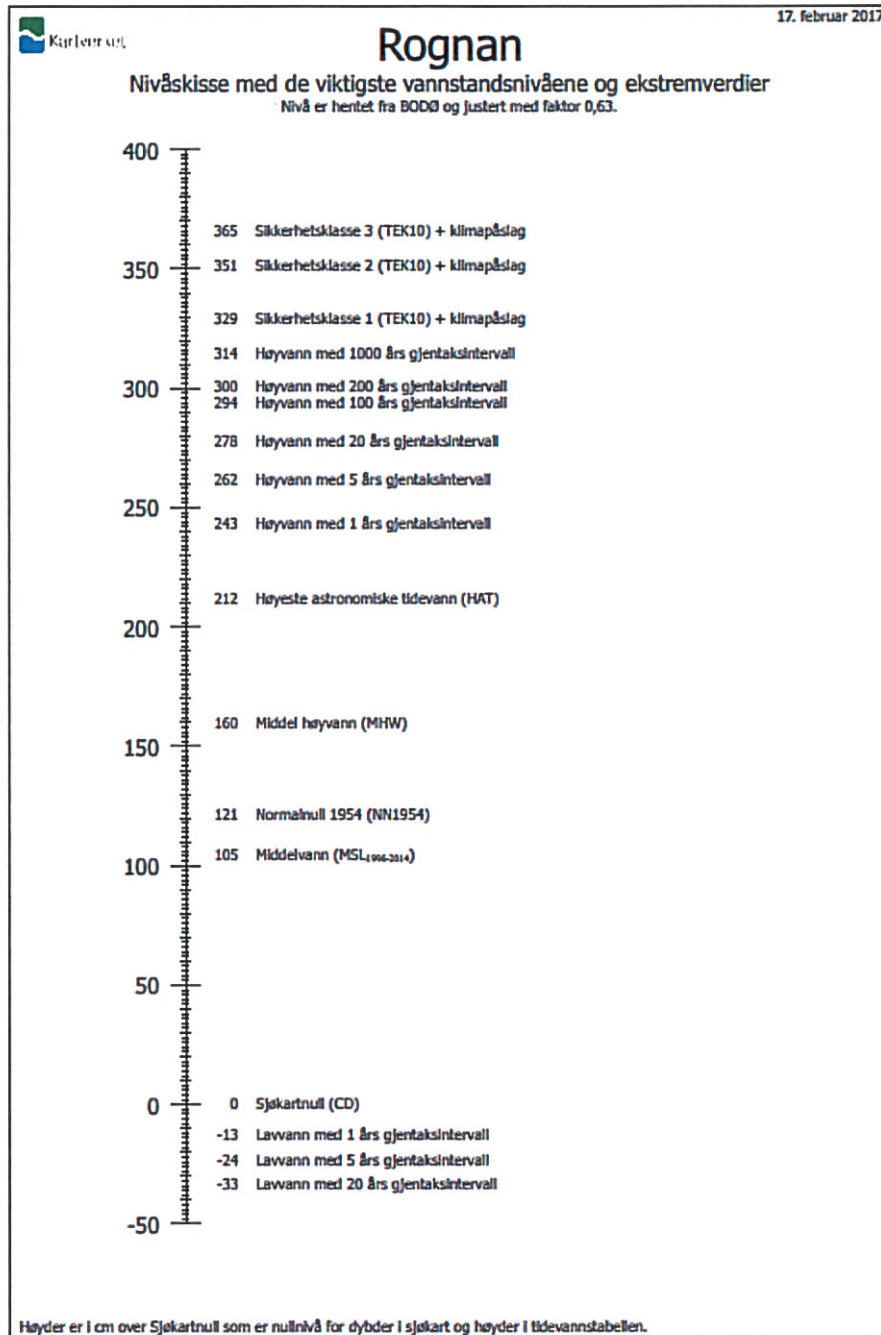 17. februar 2017
Kartverket
Rognan
Nivåskisse med de viktigste vannstandsnivåene og ekstremverdier
Nivå er hentet fra BODØ og justert med faktor 0,63.
400
365 Sikkerhetsklasse 3 (TEK10) + klimapåslag
350
351 Sikkerhetsklasse 2 (TEK10) + klimapåslag
329 Sikkerhetsklasse 1 (TEK10) + klimapåslag
314 Høyvann med 1000 års gjentaksintervall
300
300 Høyvann med 200 års gjentaksintervall
294 Høyvann med 100 års gjentaksintervall
278 Høyvann med 20 års gjentaksintervall
262 Høyvann med 5 års gjentaksintervall
250
243 Høyvann med 1 års gjentaksintervall
212 Høyeste astronomiske tidevann (HAT)
200
160 Middel høyvann (MHW)
150
121 Normalnull 1954 (NN1954)
105 Middelvann (MSL1996-2014)
100
50
0
0 Sjøkartnull (CD)
-13 Lavvann med 1 års gjentaksintervall
-24 Lavvann med 5 års gjentaksintervall
-33 Lavvann med 20 års gjentaksintervall
-50
Høyder er i cm over Sjøkartnull som er nullnivå for dybder i sjøkart og høyder i tidevannstabellen.